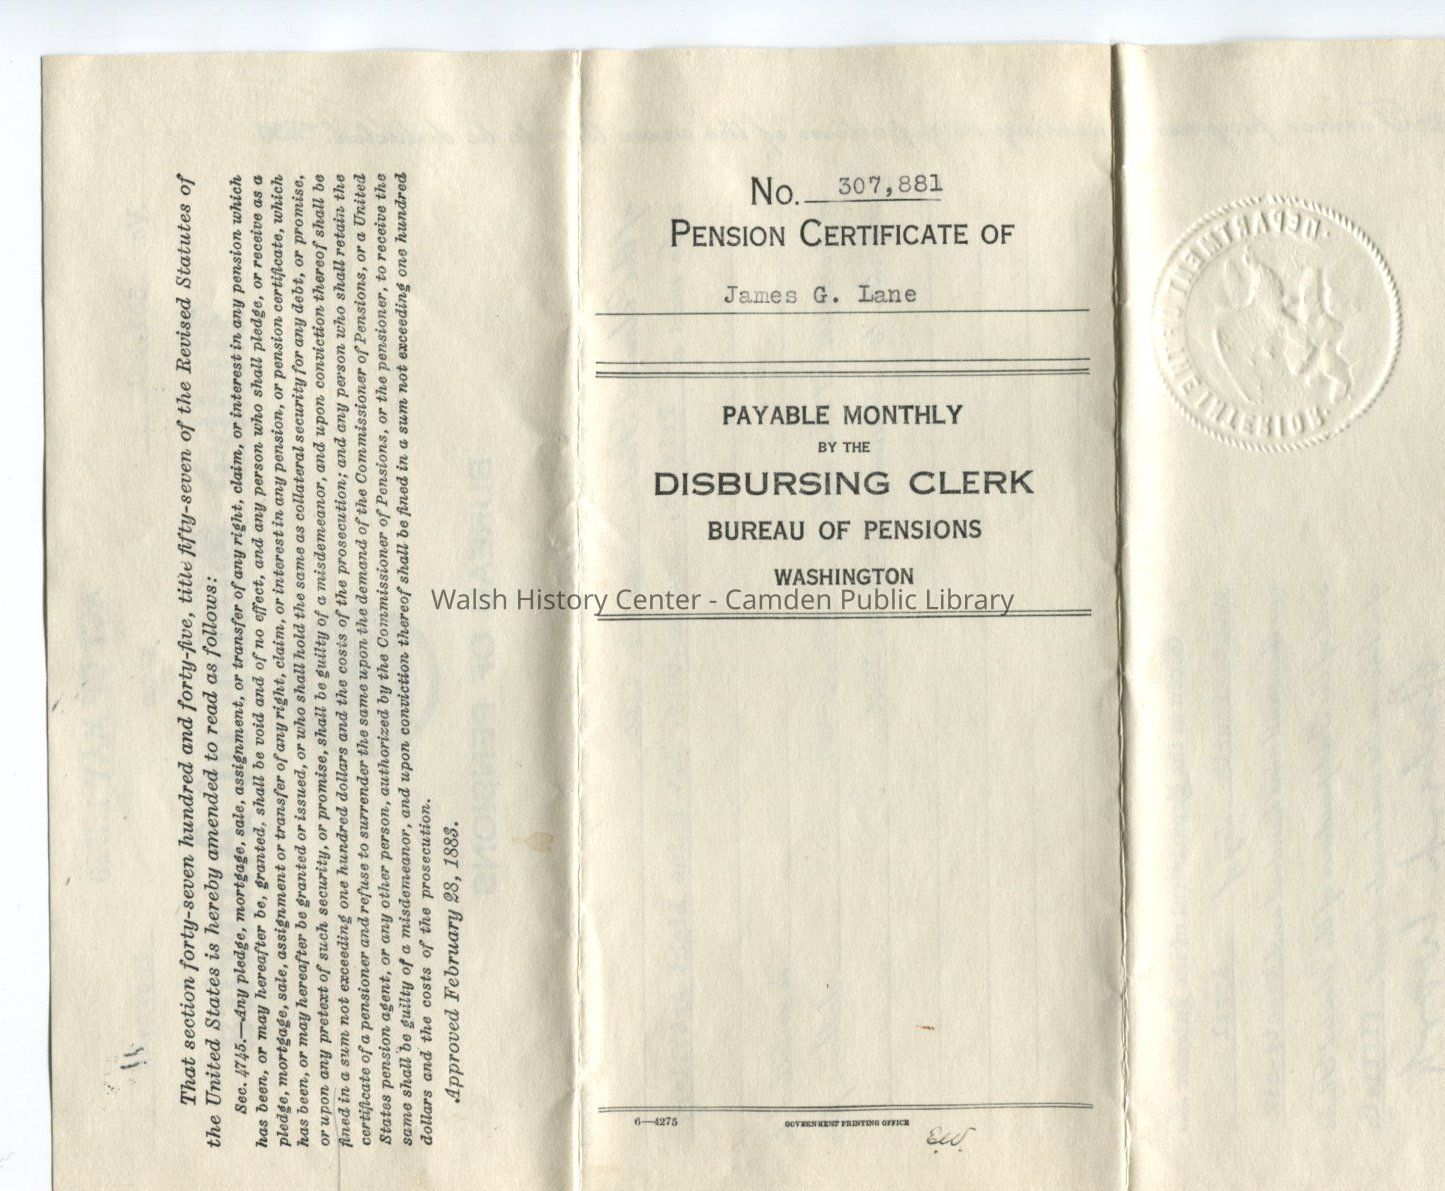 That section forty-seven hundred and forty-five, title fifty-seven of the Revised Statutes of
the United States is hereby amended to read as follows:
Sec. 4745.—Any pledge, mortgage, sale, assignment, or transfer of any right, claim, or interest in any pension which
has been, or may hereafter be, granted, shall be void and of no effect, and any person who shall pledge, or receive as a
pledge, mortgage, sale, assignment or transfer of any right, claim, or interest in any pension, or pension certificate, which
has been, or may hereafter be granted or issued, or who shall hold the same as collateral security for any debt, or promise,
or upon any pretext of such security, or promise, shall be guilty of a misdemeanor, and upon conviction thereof shall be
fined in a sum not exceeding one hundred dollars and the costs of the prosecution; and any person who shall retain the
certificate of a pensioner and refuse to surrender the same upon the demand of the Commissioner of Pensions, or a United
States pension agent, or any other person, authorized by the Commissioner of Pensions, or the pensioner, to receive the
same shall be guilty of a misdemeanor, and upon conviction thereof shall be fined in a sum not exceeding one hundred
dollars and the costs of the prosecution.
Approved February 28, 1883.
No. 307,881
PENSION CERTIFICATE OF
James G. Lane
PAYABLE MONTHLY
BY THE
DISBURSING CLERK
BUREAU OF PENSIONS
WASHINGTON
Walsh History Center - Camden Public Library
6—4275 GOVERNMENT PRINTING OFFICE
DEPARTMENT OF THE INTERIOR